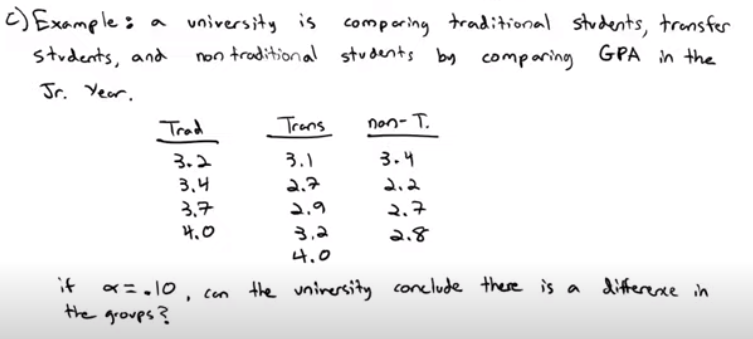 c) Example: a university is comparing traditional students, transfer
students, and non traditional students by comparing GPA in the
Jr. Year.
Trad Trans non-T.
3.2 3.1 3.4
3.4 2.7 2.2
3.7 2.9 2.7
4.0 3.2 2.8
4.0
if α=.10, can the university conclude there is a difference in
the groups?